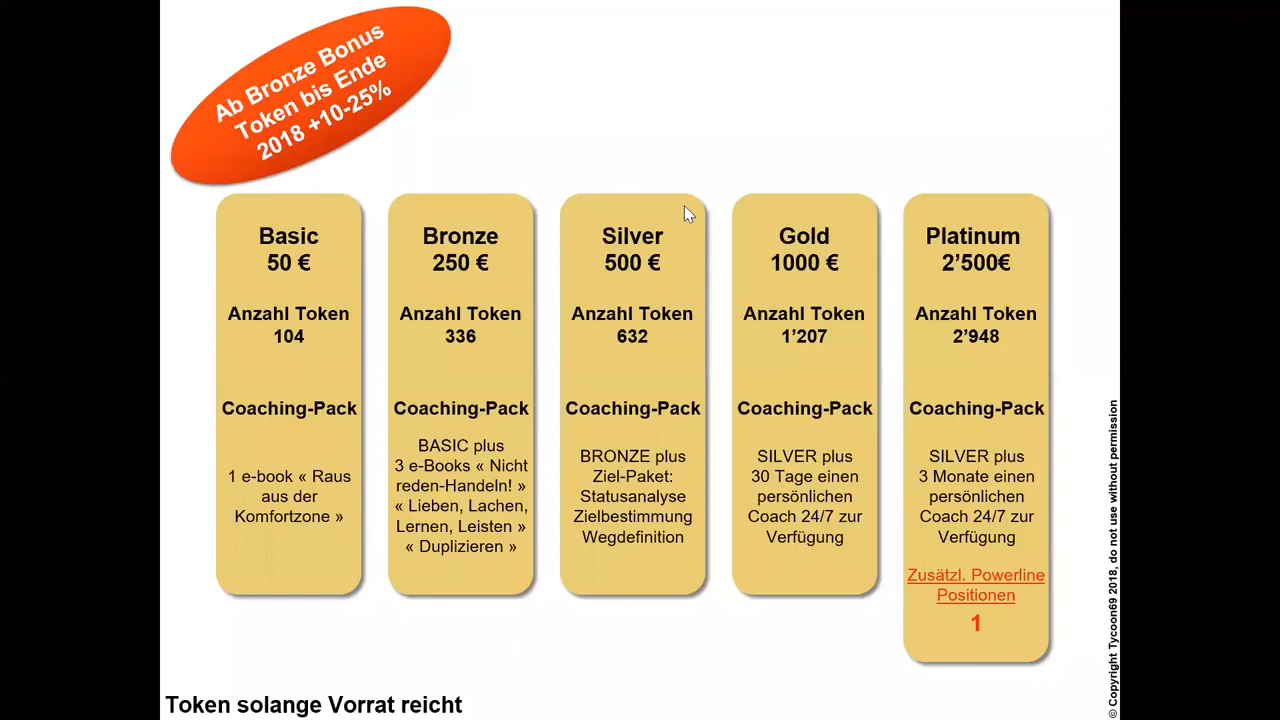 Ab Bronze Bonus
Token bis Ende
2018 +10-25%
Basic
50 €
Anzahl Token
104
Coaching-Pack
1 e-book « Raus
aus der
Komfortzone »
Bronze
250 €
Anzahl Token
336
Coaching-Pack
BASIC plus
3 e-Books « Nicht
reden-Handeln! »
« Lieben, Lachen,
Lernen, Leisten »
« Duplizieren »
Silver
500 €
Anzahl Token
632
Coaching-Pack
BRONZE plus
Ziel-Paket:
Statusanalyse
Zielbestimmung
Wegdefinition
Gold
1000 €
Anzahl Token
1’207
Coaching-Pack
SILVER plus
30 Tage einen
persönlichen
Coach 24/7 zur
Verfügung
Platinum
2’500€
Anzahl Token
2’948
Coaching-Pack
SILVER plus
3 Monate einen
persönlichen
Coach 24/7 zur
Verfügung
Zusätzl. Powerline
Positionen
1
Token solange Vorrat reicht
© Copyright Tycoon69 2018, do not use without permission